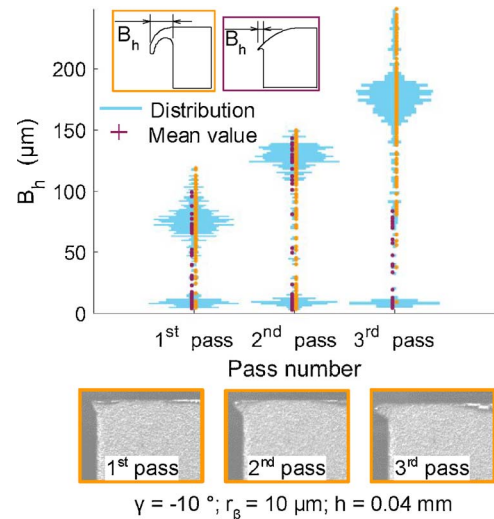 B_h
B_h
Distribution
Mean value
B_h (μm)
200
150
100
50
0
1st pass 2nd pass 3rd pass
Pass number
1st pass 2nd pass 3rd pass
γ = -10 °; r_β = 10 μm; h = 0.04 mm